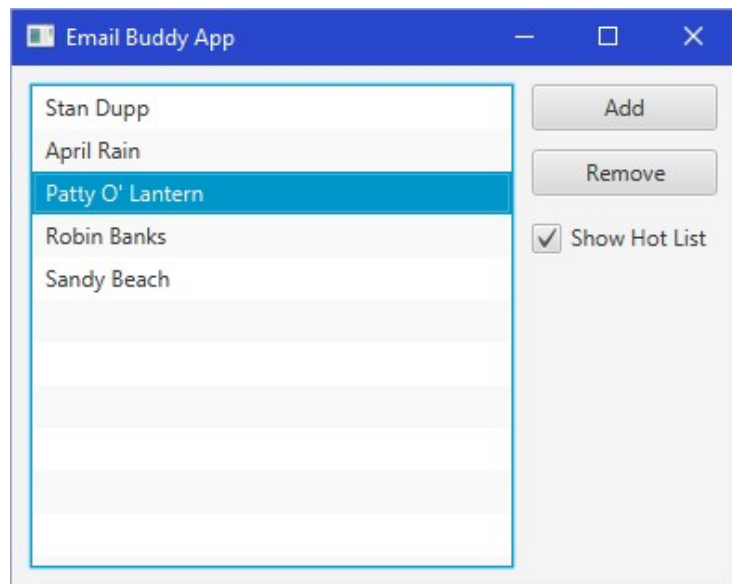 Email Buddy App
Stan Dupp
April Rain
Patty O' Lantern
Robin Banks
Sandy Beach
Add
Remove
Show Hot List